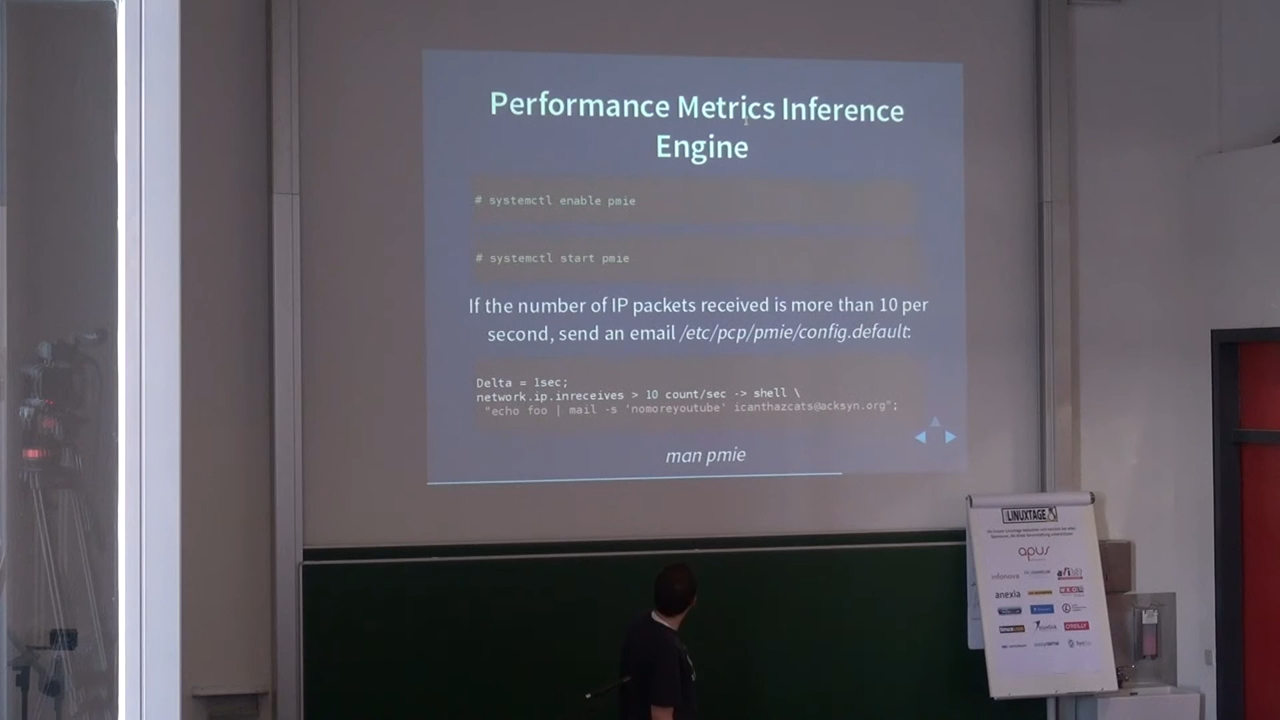 Performance Metrics Inference
Engine
# systemctl enable pmie
# systemctl start pmie
If the number of IP packets received is more than 10 per
second, send an email /etc/pcp/pmie/config.default:
Delta = 1sec;
network.ip.inreceives > 10 count/sec -> shell \
"echo foo | mail -s 'nomoreyoutube' icanthazcats@acksyn.org";
man pmie
LINUXTAGE
apus
infonova
anexia
O'REILLY